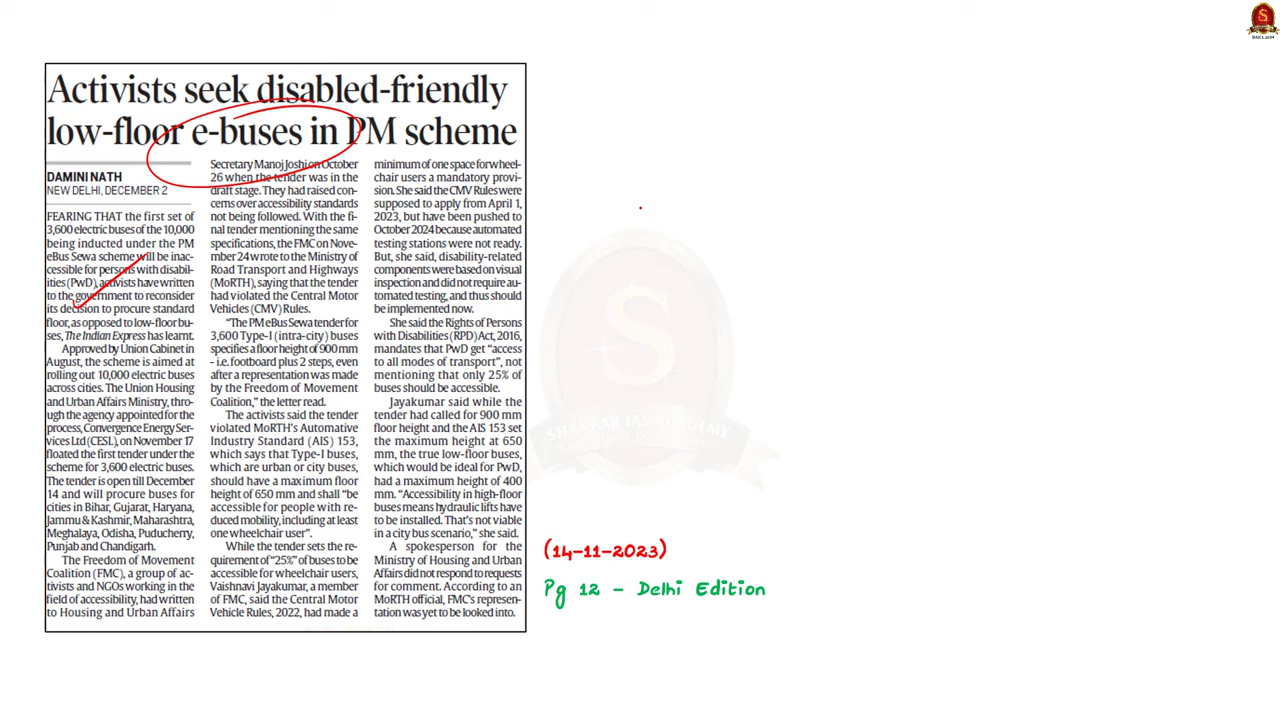 Activists seek disabled-friendly
low-floor e-buses in PM scheme
DAMINI NATH
NEW DELHI, DECEMBER 2
FEARING THAT the first set of
3,600 electric buses of the 10,000
being inducted under the PM
eBus Sewa scheme will be inac-
cessible for persons with disabil-
ities (PwD), activists have written
to the government to reconsider
its decision to procure standard
floor, as opposed to low-floor bu-
ses, The Indian Express has learnt.
Approved by Union Cabinet in
August, the scheme is aimed at
rolling out 10,000 electric buses
across cities. The Union Housing
and Urban Affairs Ministry, thro-
ugh the agency appointed for the
process, Convergence Energy Ser-
vices Ltd (CESL), on November 17
floated the first tender under the
scheme for 3,600 electric buses.
The tender is open till December
14 and will procure buses for
cities in Bihar, Gujarat, Haryana,
Jammu & Kashmir, Maharashtra,
Meghalaya, Odisha, Puducherry,
Punjab and Chandigarh.
The Freedom of Movement
Coalition (FMC), a group of ac-
tivists and NGOs working in the
field of accessibility, had written
to Housing and Urban Affairs
Secretary Manoj Joshi on October
26 when the tender was in the
draft stage. They had raised con-
cerns over accessibility standards
not being followed. With the fi-
nal tender mentioning the same
specifications, the FMC on Nove-
mber 24 wrote to the Ministry of
Road Transport and Highways
(MoRTH), saying that the tender
had violated the Central Motor
Vehicles (CMV) Rules.
"The PM eBus Sewa tender for
3,600 Type-I (intra-city) buses
specifies a floor height of 900 mm
- i.e. footboard plus 2 steps, even
after a representation was made
by the Freedom of Movement
Coalition," the letter read.
The activists said the tender
violated MoRTH's Automotive
Industry Standard (AIS) 153,
which says that Type-I buses,
which are urban or city buses,
should have a maximum floor
height of 650 mm and shall "be
accessible for people with re-
duced mobility, including at least
one wheelchair user".
While the tender sets the re-
quirement of "25%" of buses to be
accessible for wheelchair users,
Vaishnavi Jayakumar, a member
of FMC, said the Central Motor
Vehicle Rules, 2022, had made a
minimum of one space for wheel-
chair users a mandatory provi-
sion. She said the CMV Rules were
supposed to apply from April 1,
2023, but have been pushed to
October 2024 because automated
testing stations were not ready.
But, she said, disability-related
components were based on visual
inspection and did not require au-
tomated testing, and thus should
be implemented now.
She said the Rights of Persons
with Disabilities (RPD) Act, 2016,
mandates that PwD get "access
to all modes of transport", not
mentioning that only 25% of
buses should be accessible.
Jayakumar said while the
tender had called for 900 mm
floor height and the AIS 153 set
the maximum height at 650
mm, the true low-floor buses,
which would be ideal for PwD,
had a maximum height of 400
mm. "Accessibility in high-floor
buses means hydraulic lifts have
to be installed. That's not viable
in a city bus scenario," she said.
A spokesperson for the
Ministry of Housing and Urban
Affairs did not respond to requests
for comment. According to an
MoRTH official, FMC's represen-
tation was yet to be looked into.
(14-11-2023)
Pg 12 - Delhi Edition
S
SHANKAR IAS ACADEMY
S
SINCE 2004